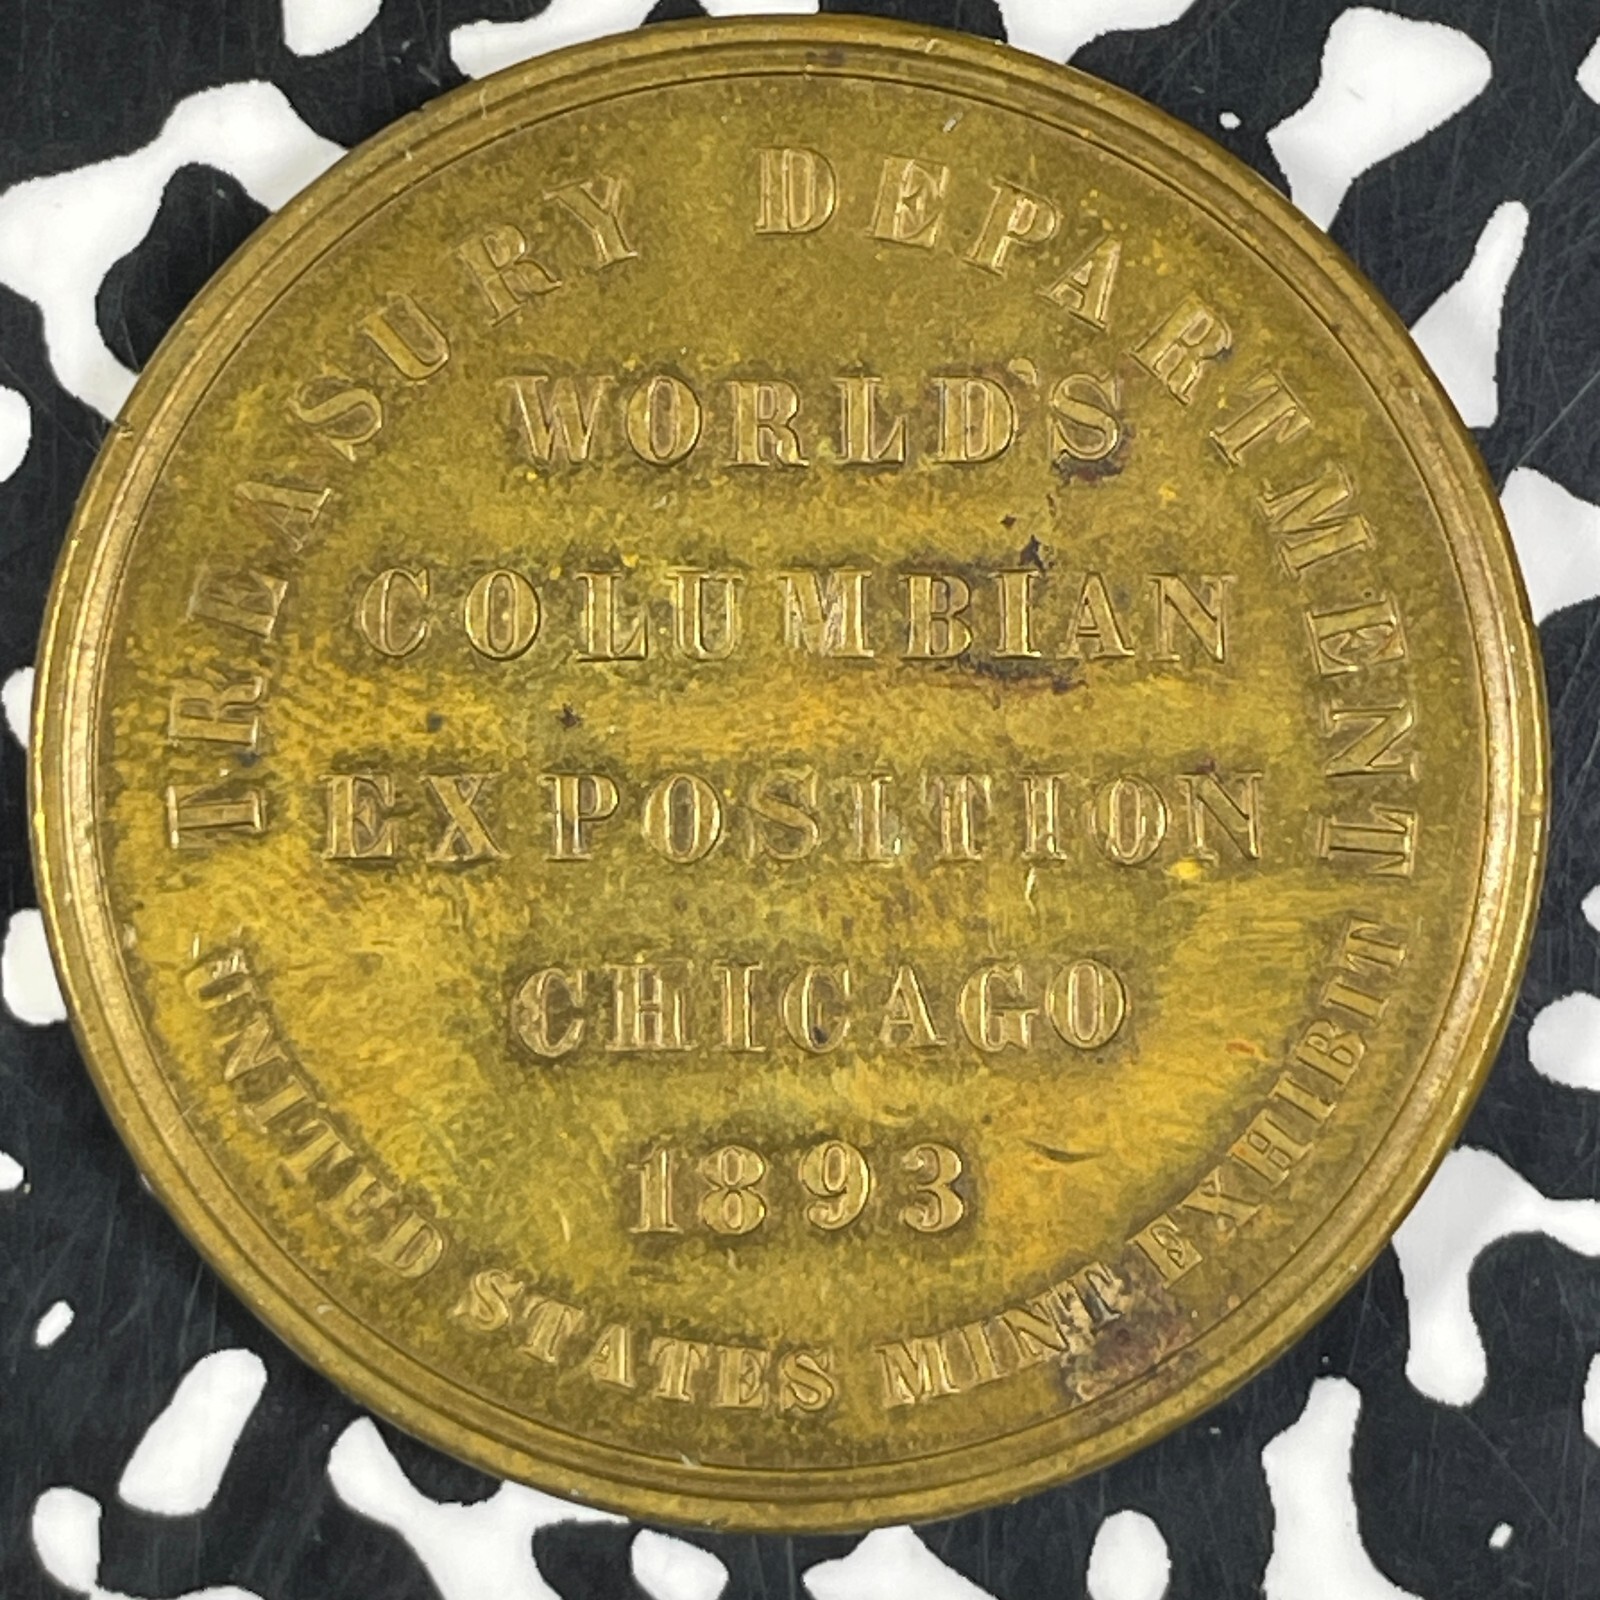 TREASURY DEPARTMENT
WORLD'S
COLUMBIAN
EXPOSITION
CHICAGO
1893
UNITED STATES MINT EXHIBIT